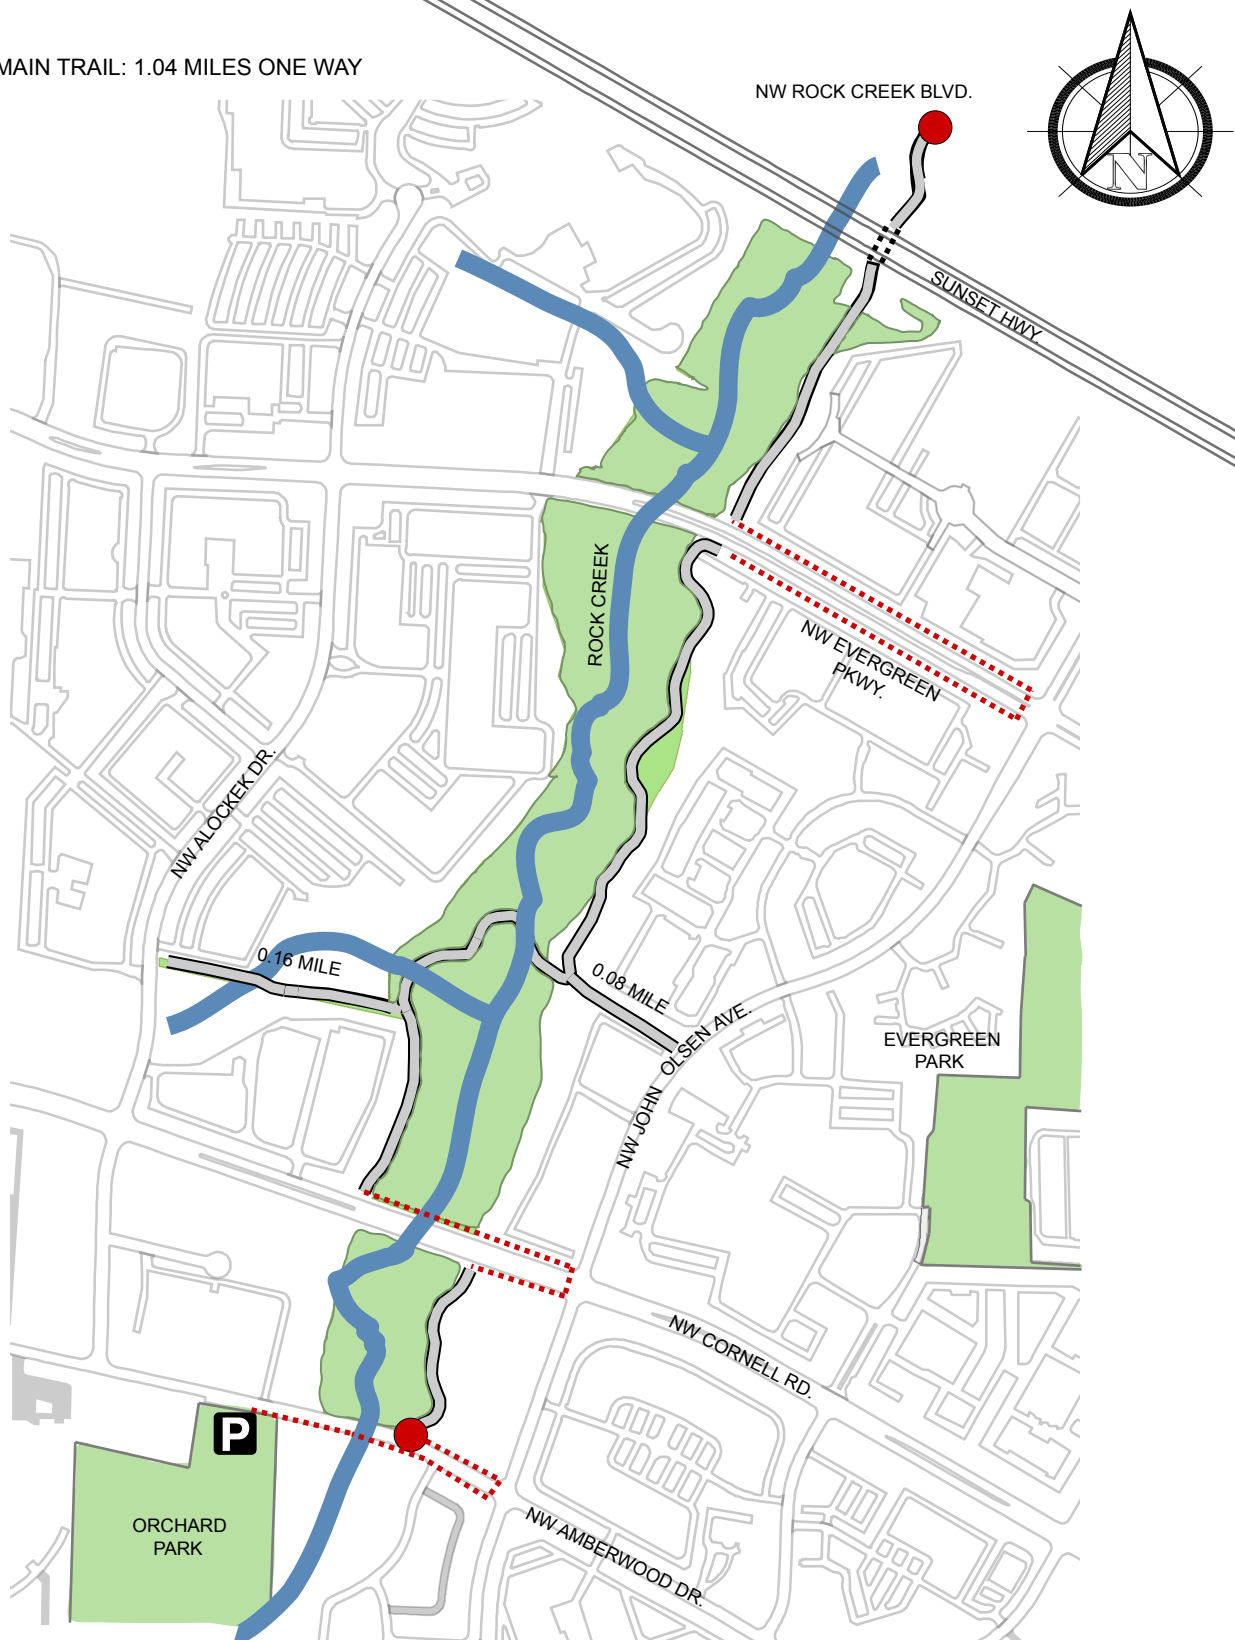 MAIN TRAIL: 1.04 MILES ONE WAY
NW ROCK CREEK BLVD.
N
SUNSET HWY.
ROCK CREEK
NW EVERGREEN
PKWY.
NW ALOCKEK DR.
0.16 MILE
0.08 MILE
NW JOHN OLSEN AVE.
EVERGREEN
PARK
NW CORNELL RD.
P
ORCHARD
PARK
NW AMBERWOOD DR.